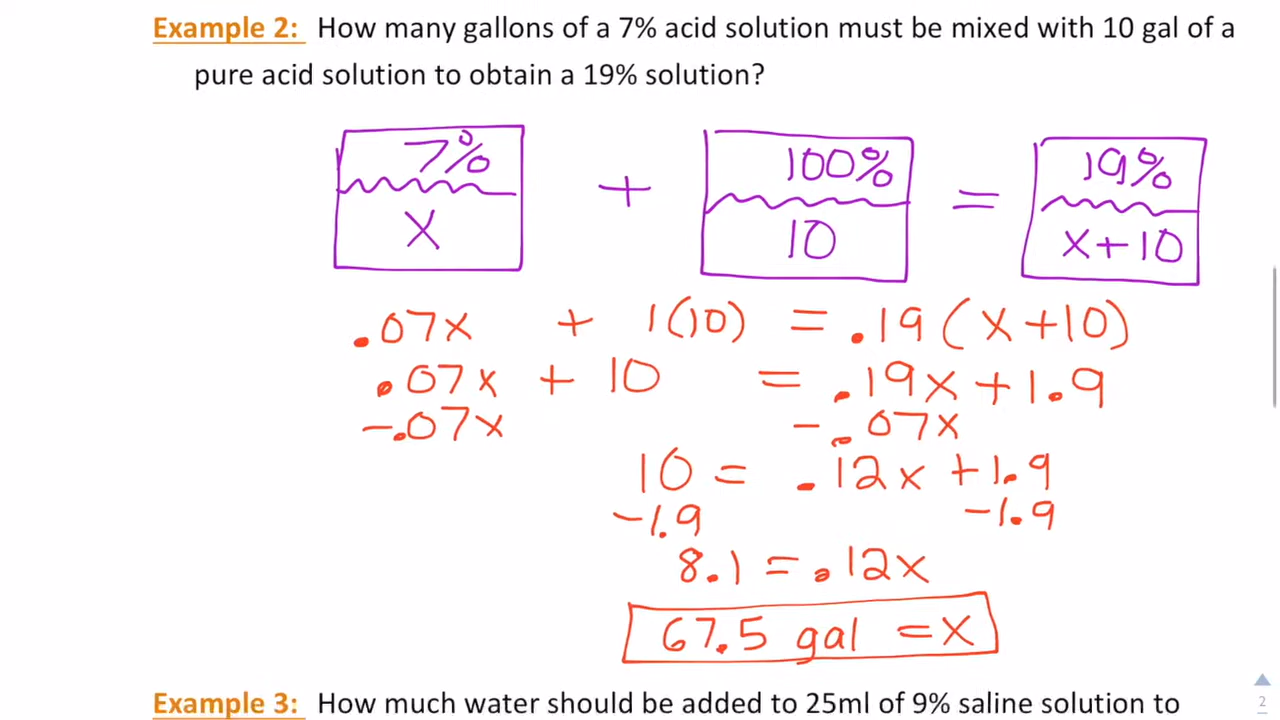 Example 2: How many gallons of a 7% acid solution must be mixed with 10 gal of a
pure acid solution to obtain a 19% solution?
7% + 100% = 19%
x 10 x+10
.07x + 1(10) = .19(x+10)
.07x + 10 = .19x+1.9
-.07x -.07x
10 = .12x +1.9
-1.9 -1.9
8.1 = .12x
67.5 gal = x
Example 3: How much water should be added to 25ml of 9% saline solution to
2